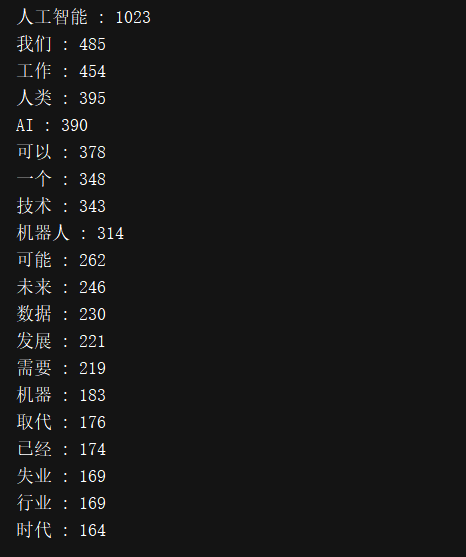 人工智能 : 1023
我们 : 485
工作 : 454
人类 : 395
AI : 390
可以 : 378
一个 : 348
技术 : 343
机器人 : 314
可能 : 262
未来 : 246
数据 : 230
发展 : 221
需要 : 219
机器 : 183
取代 : 176
已经 : 174
失业 : 169
行业 : 169
时代 : 164